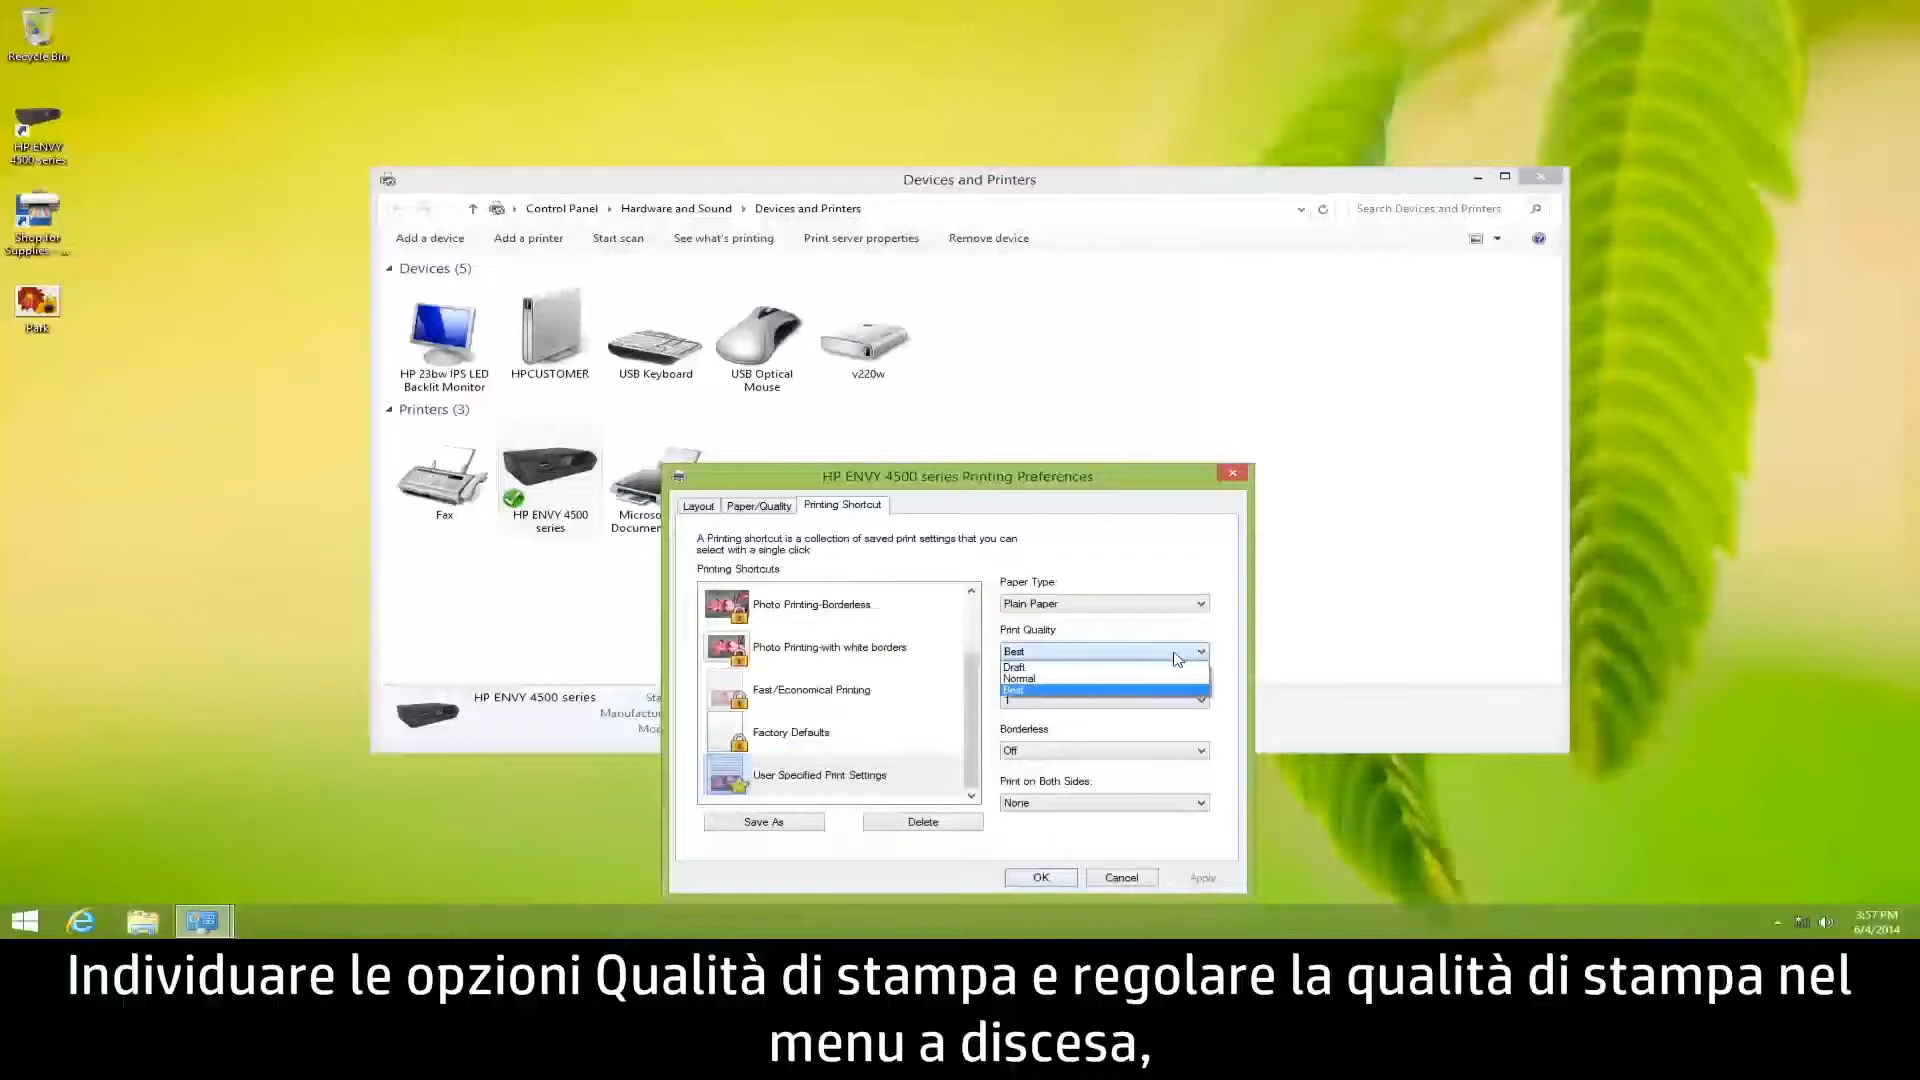 Recycle Bin
HP ENVY
4500 series
Shop for
Supplies - ...
Park
Devices and Printers
Control Panel
Hardware and Sound
Devices and Printers
Search Devices and Printers
Add a device
Add a printer
Start scan
See what's printing
Print server properties
Remove device
Devices (5)
HP 23bw IPS LED
Backlit Monitor
HPCUSTOMER
USB Keyboard
USB Optical
Mouse
v220w
Printers (3)
Fax
HP ENVY 4500
series
Microso
Documen
HP ENVY 4500 series
Sta
Manufactu
Mod
HP ENVY 4500 series Printing Preferences
Layout
Paper/Quality
Printing Shortcut
A Printing shortcut is a collection of saved print settings that you can
select with a single click
Printing Shortcuts
Photo Printing-Borderless
Photo Printing-with white borders
Fast/Economical Printing
Factory Defaults
User Specified Print Settings
Save As
Delete
Paper Type:
Plain Paper
Print Quality
Best
Draft
Normal
Best
1
Borderless
Off
Print on Both Sides:
None
OK
Cancel
Apply
3:57 PM
6/4/2014
Individuare le opzioni Qualità di stampa e regolare la qualità di stampa nel
menu a discesa,